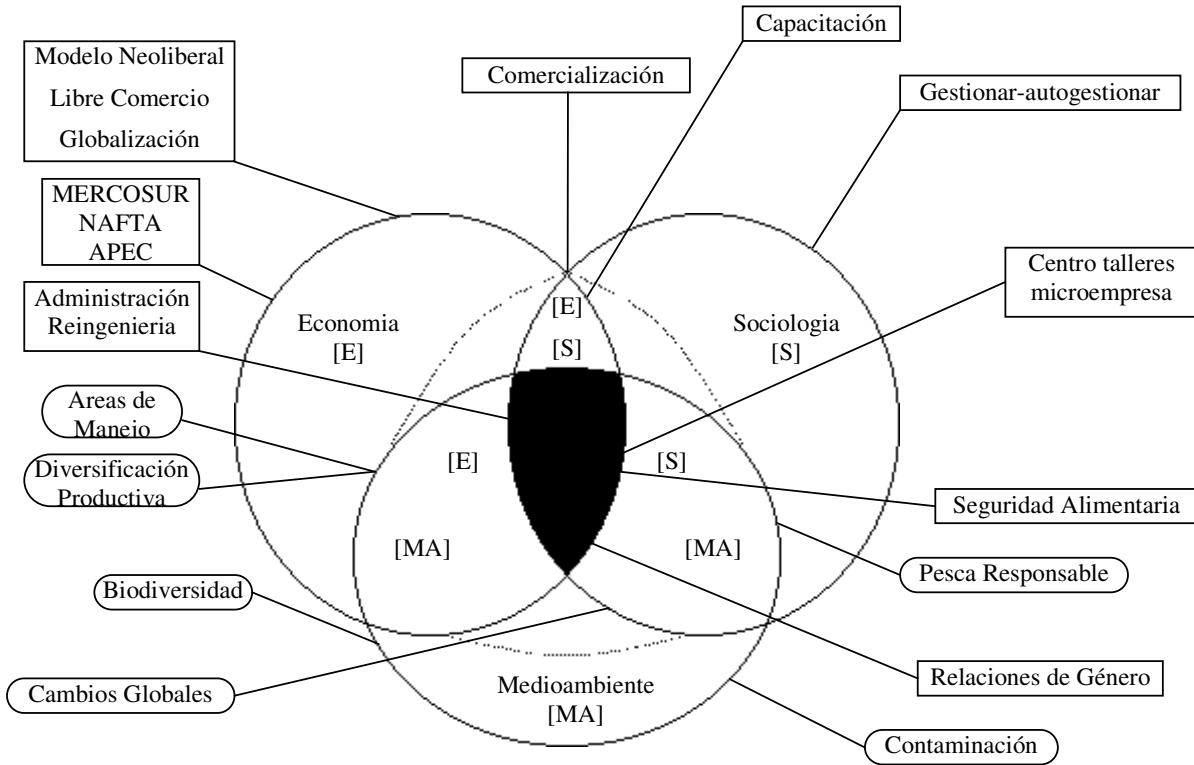 Capacitación
Modelo Neoliberal
Libre Comercio
Globalización
Comercialización
Gestionar-autogestionar
MERCOSUR
NAFTA
APEC
Centro talleres
microempresa
Administración
Reingenieria
[E]
[S]
Economia
[E]
Sociologia
[S]
Areas de
Manejo
Diversificación
Productiva
[E]
[S]
Seguridad Alimentaria
[MA]
[MA]
Pesca Responsable
Biodiversidad
Relaciones de Género
Cambios Globales
Medioambiente
[MA]
Contaminación